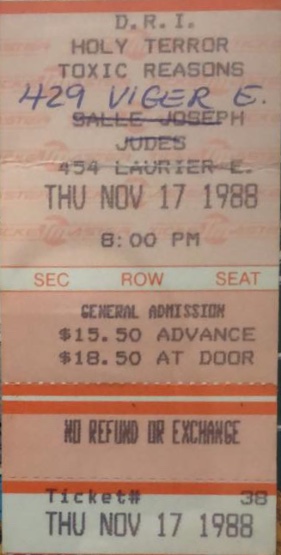 D.R.I.
HOLY TERROR
TOXIC REASONS
429 VIGER E.
SALLE JOSEPH
JUDES
454 LAURIER E.
THU NOV 17 1988
8:00 PM
SEC ROW SEAT
GENERAL ADMISSION
$15.50 ADVANCE
$18.50 AT DOOR
NO REFUND OR EXCHANGE
Ticket# 38
THU NOV 17 1988